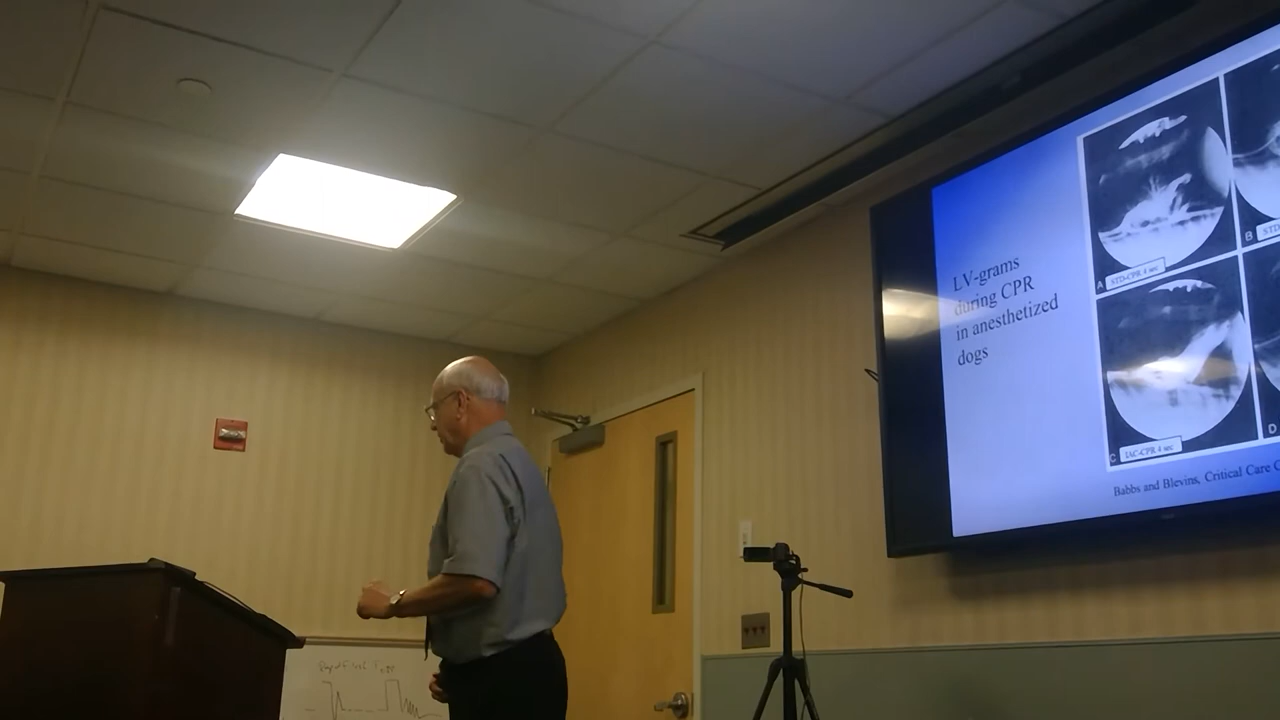 LV-grams
during CPR
in anesthetized
dogs
A
STD-CPR 4 sec
B
STD
C
IAC-CPR 4 sec
D
Babbs and Blevins, Critical Care C